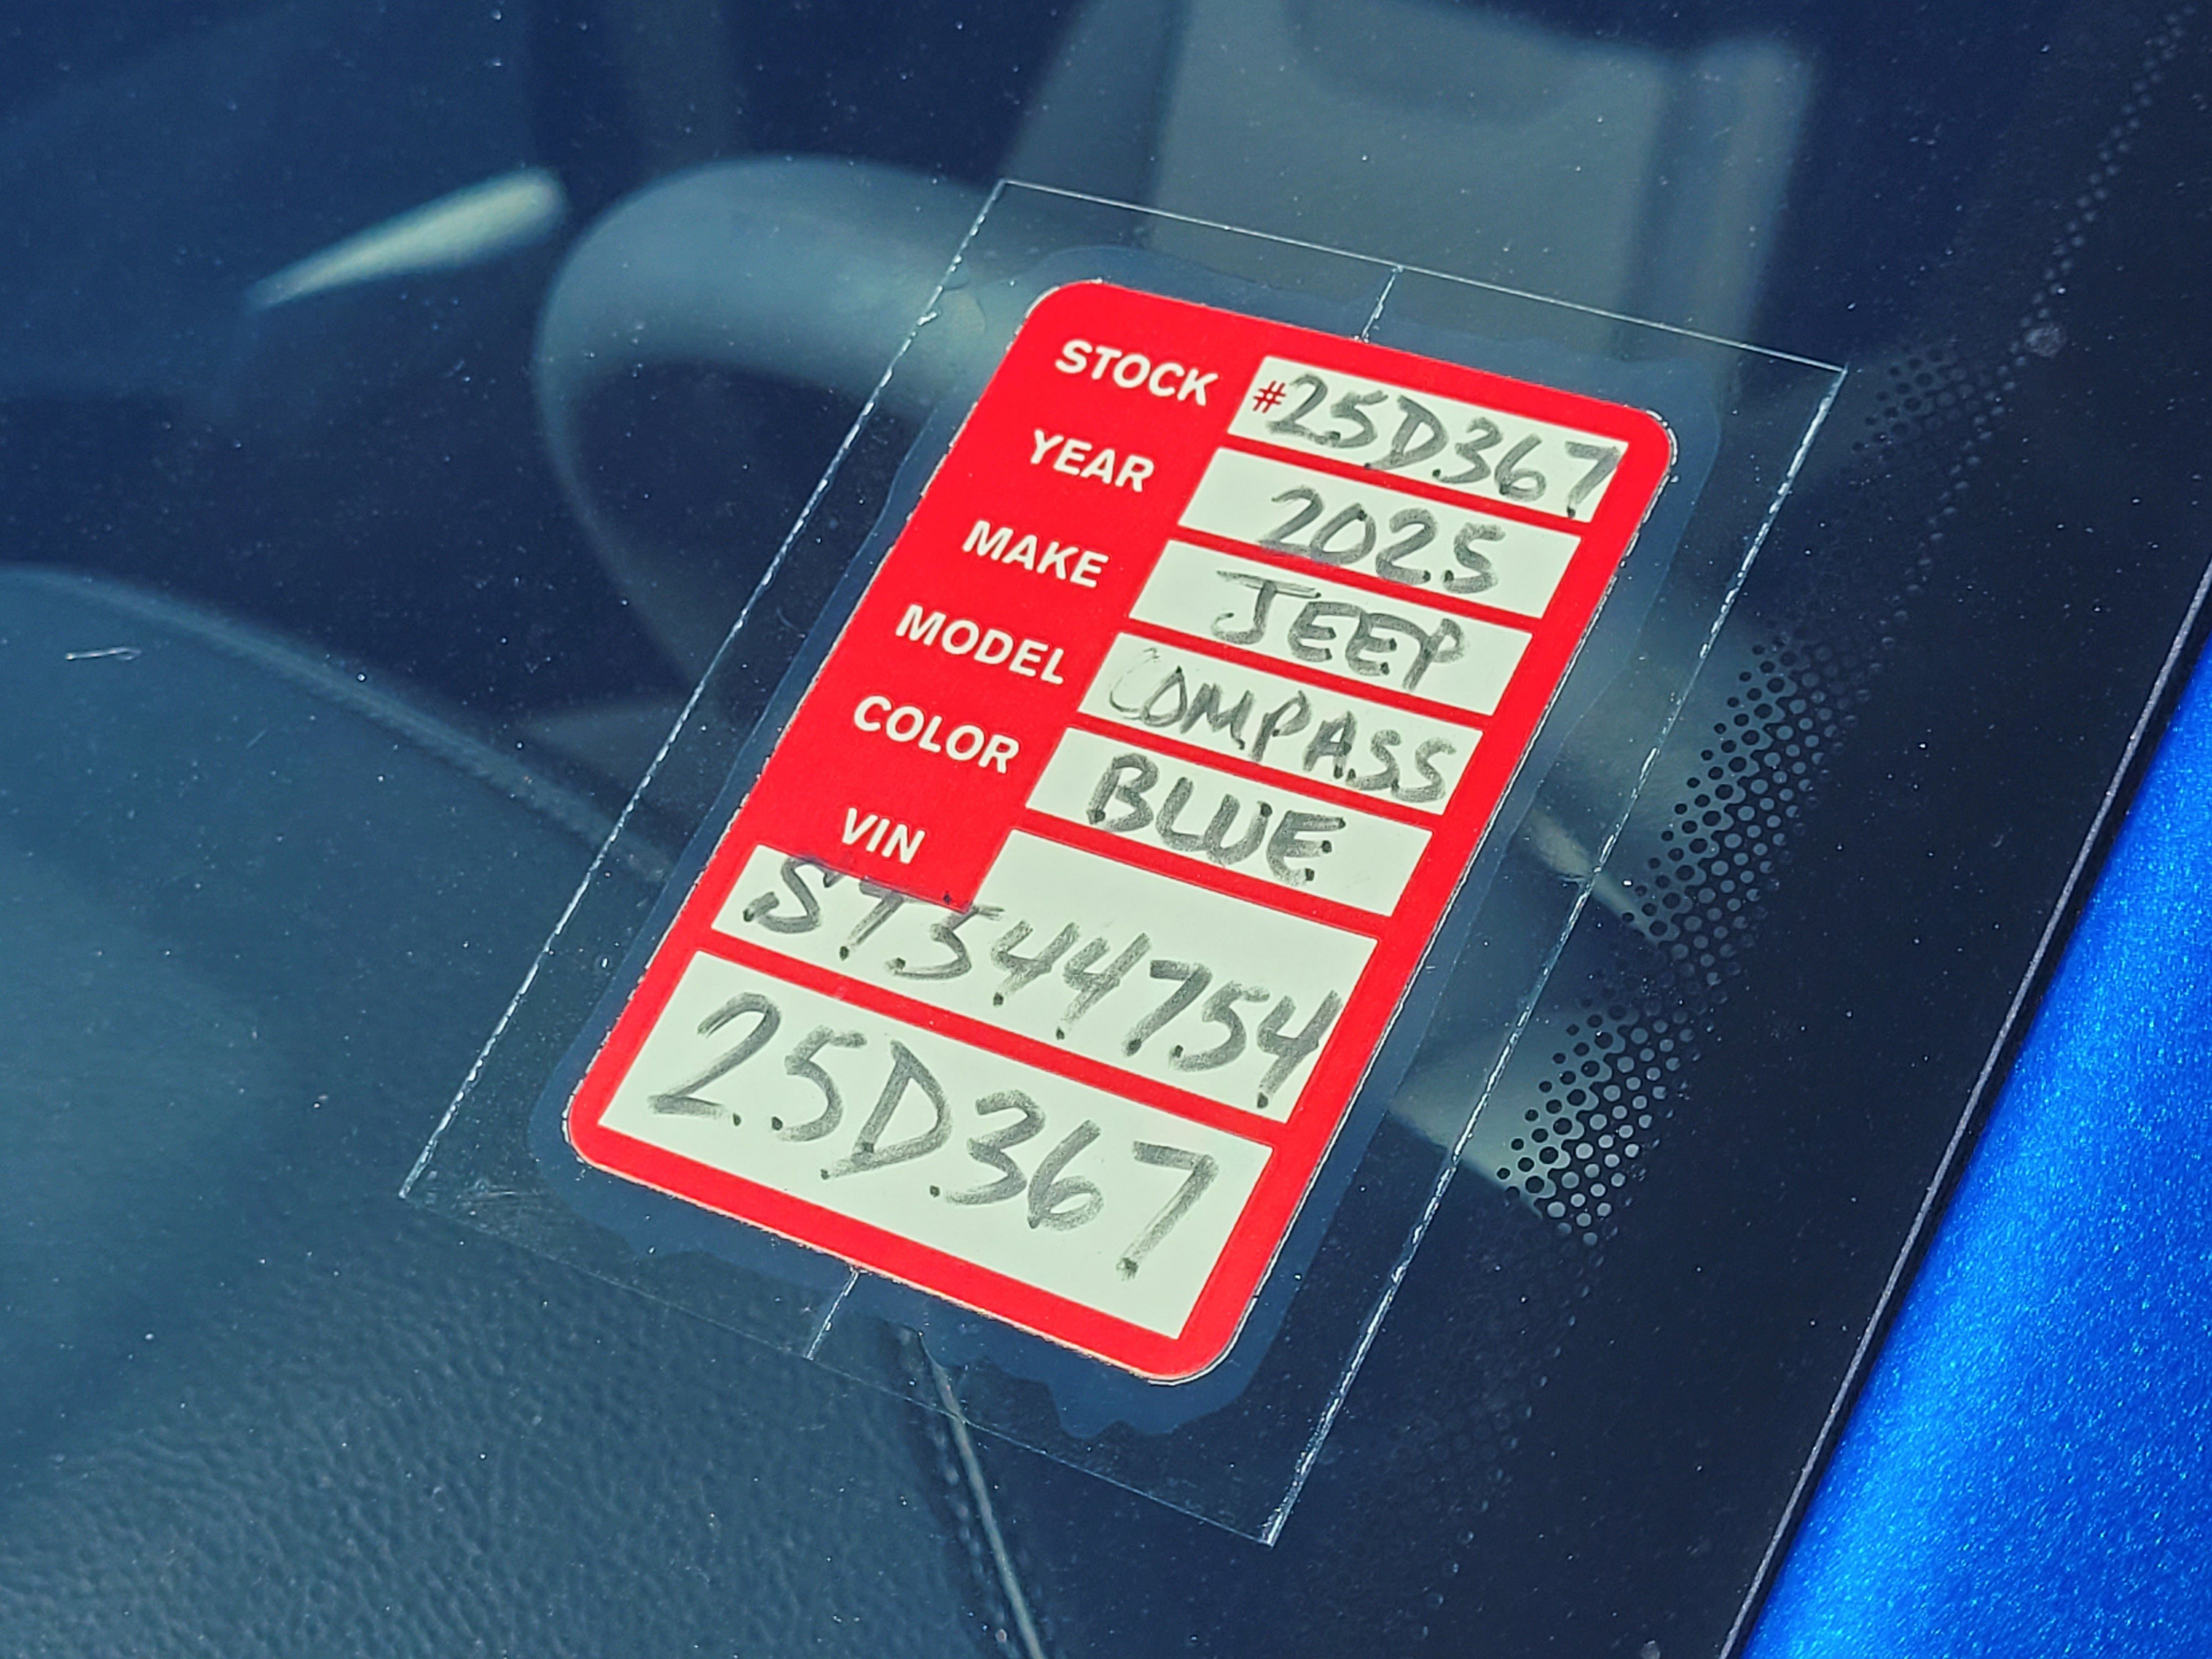 STOCK #25D367
YEAR 2025
MAKE JEEP
MODEL COMPASS
COLOR BLUE
VIN
ST544754
25D367